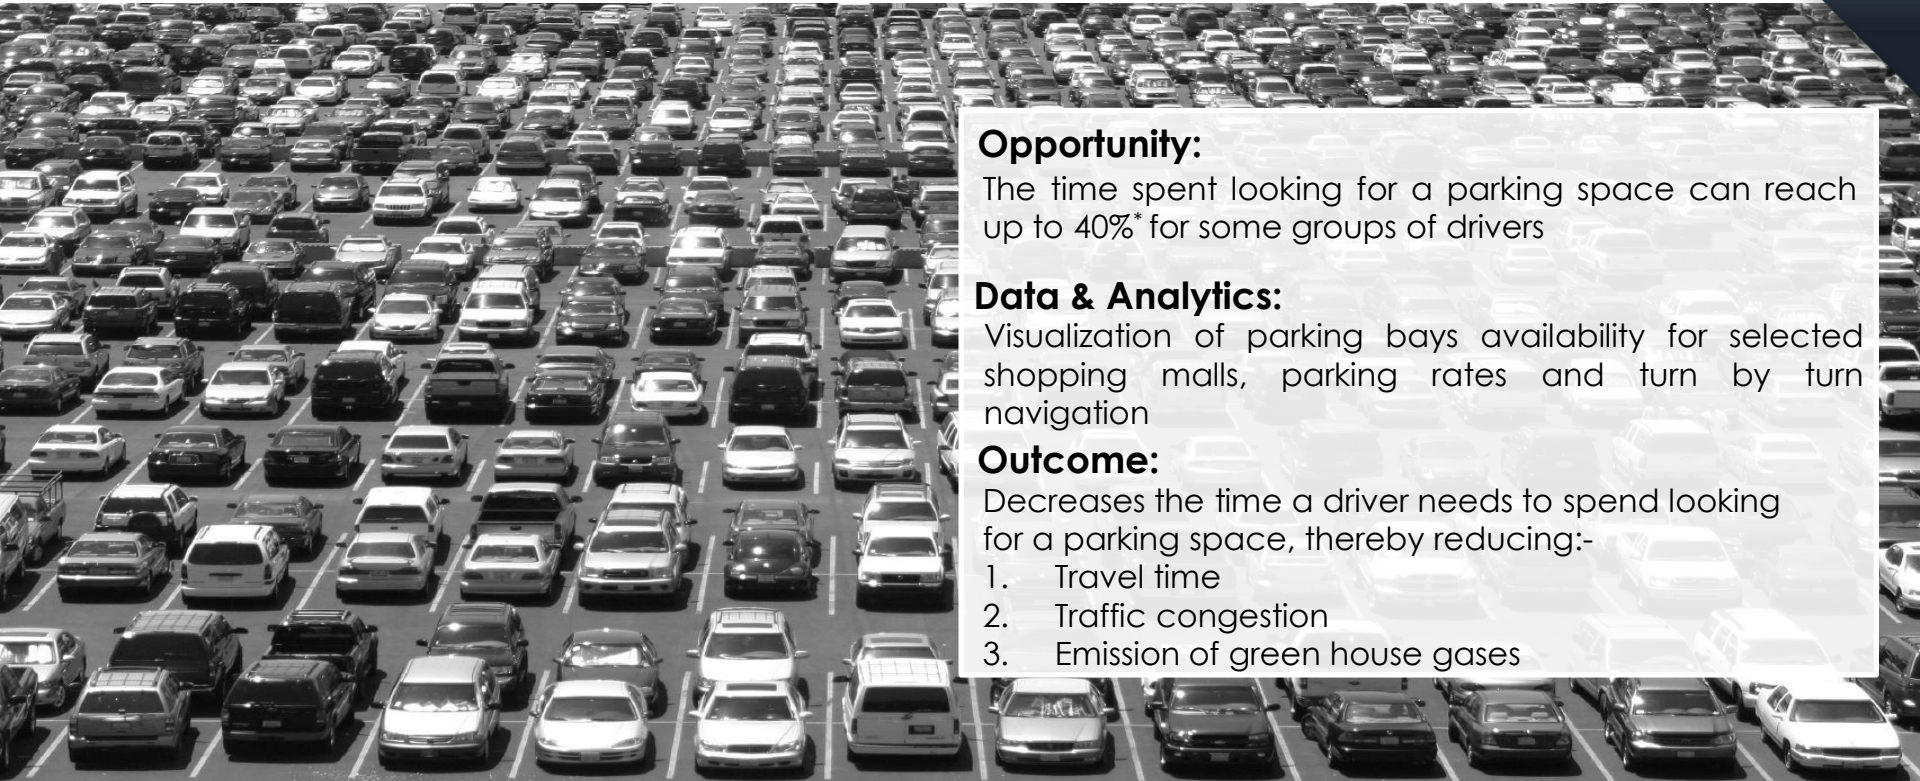 Opportunity:
The time spent looking for a parking space can reach
up to 40%* for some groups of drivers
Data & Analytics:
Visualization of parking bays availability for selected
shopping malls, parking rates and turn by turn
navigation
Outcome:
Decreases the time a driver needs to spend looking
for a parking space, thereby reducing:-
1. Travel time
2. Traffic congestion
3. Emission of green house gases